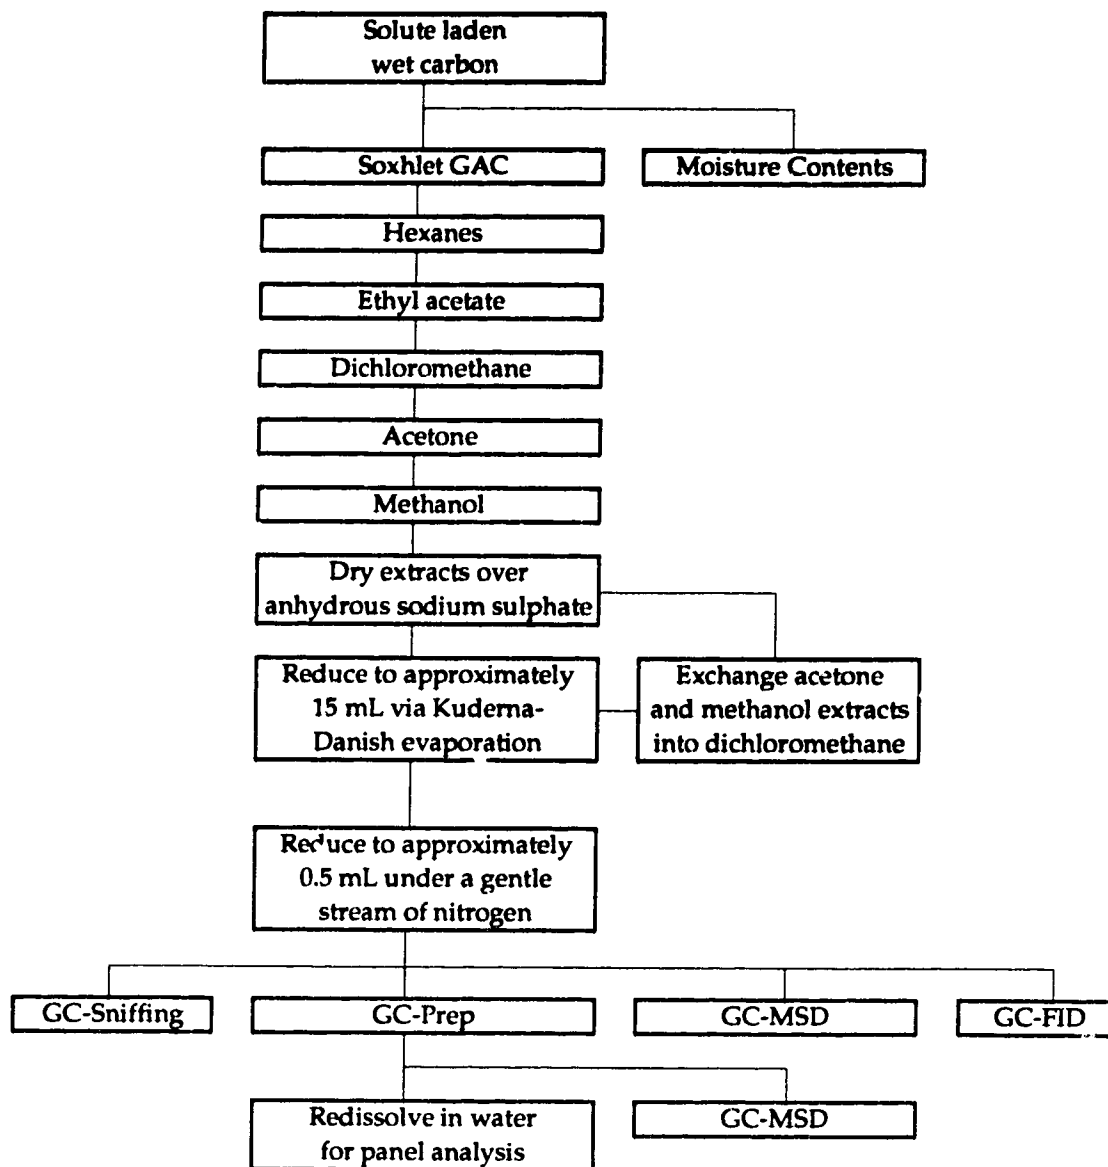 Solute laden
wet carbon
Soxhlet GAC
Moisture Contents
Hexanes
Ethyl acetate
Dichloromethane
Acetone
Methanol
Dry extracts over
anhydrous sodium sulphate
Reduce to approximately
15 mL via Kuderna-
Danish evaporation
Exchange acetone
and methanol extracts
into dichloromethane
Reduce to approximately
0.5 mL under a gentle
stream of nitrogen
GC-Sniffing
GC-Prep
GC-MSD
GC-FID
Redissolve in water
for panel analysis
GC-MSD